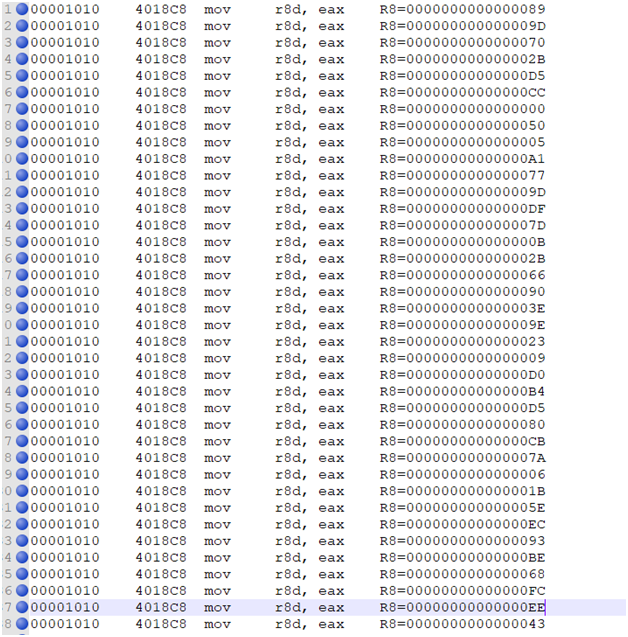 1 00001010 4018C8 mov r8d, eax R8=0000000000000089
2 00001010 4018C8 mov r8d, eax R8=000000000000009D
3 00001010 4018C8 mov r8d, eax R8=0000000000000070
4 00001010 4018C8 mov r8d, eax R8=000000000000002B
5 00001010 4018C8 mov r8d, eax R8=00000000000000D5
6 00001010 4018C8 mov r8d, eax R8=00000000000000CC
7 00001010 4018C8 mov r8d, eax R8=0000000000000000
8 00001010 4018C8 mov r8d, eax R8=0000000000000050
9 00001010 4018C8 mov r8d, eax R8=0000000000000005
0 00001010 4018C8 mov r8d, eax R8=00000000000000A1
1 00001010 4018C8 mov r8d, eax R8=0000000000000077
2 00001010 4018C8 mov r8d, eax R8=000000000000009D
3 00001010 4018C8 mov r8d, eax R8=00000000000000DF
4 00001010 4018C8 mov r8d, eax R8=000000000000007D
5 00001010 4018C8 mov r8d, eax R8=000000000000000B
6 00001010 4018C8 mov r8d, eax R8=000000000000002B
7 00001010 4018C8 mov r8d, eax R8=0000000000000066
8 00001010 4018C8 mov r8d, eax R8=0000000000000090
9 00001010 4018C8 mov r8d, eax R8=000000000000003E
0 00001010 4018C8 mov r8d, eax R8=000000000000009E
1 00001010 4018C8 mov r8d, eax R8=0000000000000023
2 00001010 4018C8 mov r8d, eax R8=0000000000000009
3 00001010 4018C8 mov r8d, eax R8=00000000000000D0
4 00001010 4018C8 mov r8d, eax R8=00000000000000B4
5 00001010 4018C8 mov r8d, eax R8=00000000000000D5
6 00001010 4018C8 mov r8d, eax R8=0000000000000080
7 00001010 4018C8 mov r8d, eax R8=00000000000000CB
8 00001010 4018C8 mov r8d, eax R8=000000000000007A
9 00001010 4018C8 mov r8d, eax R8=0000000000000006
0 00001010 4018C8 mov r8d, eax R8=000000000000001B
1 00001010 4018C8 mov r8d, eax R8=000000000000005E
2 00001010 4018C8 mov r8d, eax R8=00000000000000EC
3 00001010 4018C8 mov r8d, eax R8=0000000000000093
4 00001010 4018C8 mov r8d, eax R8=00000000000000BE
5 00001010 4018C8 mov r8d, eax R8=0000000000000068
6 00001010 4018C8 mov r8d, eax R8=00000000000000FC
7 00001010 4018C8 mov r8d, eax R8=00000000000000EE
8 00001010 4018C8 mov r8d, eax R8=0000000000000043